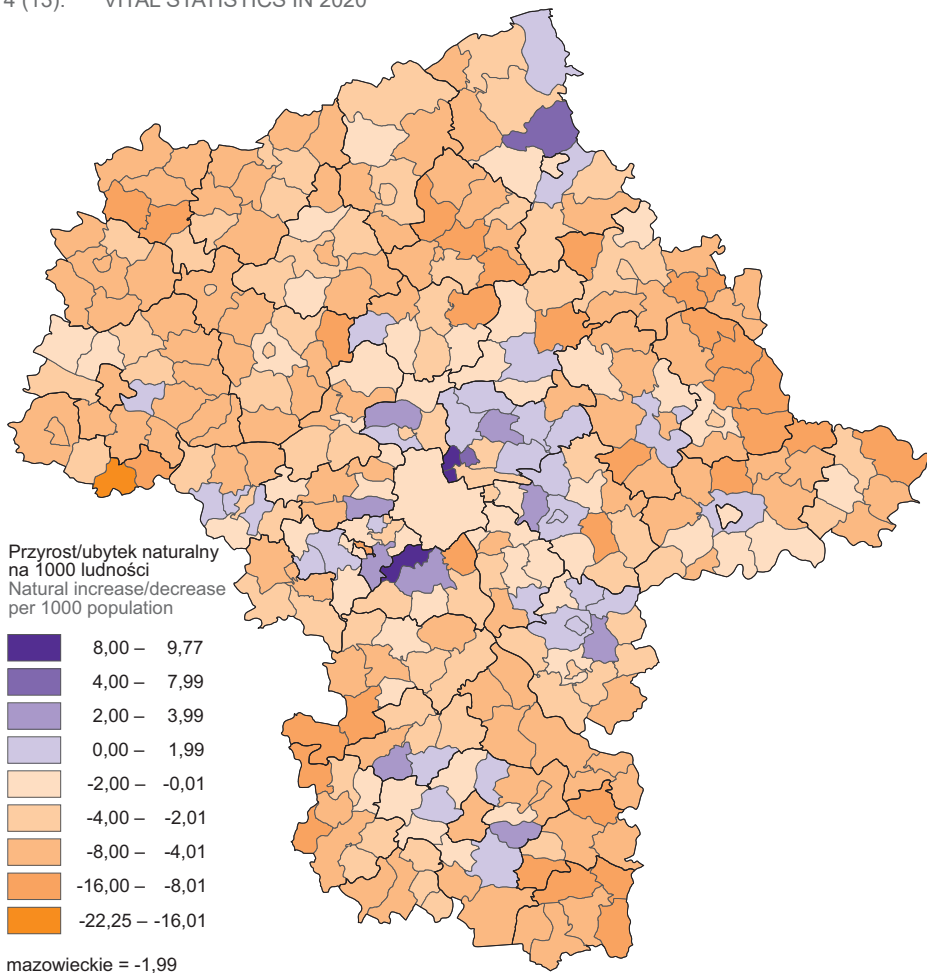 4 (13). VITAL STATISTICS IN 2020
Przyrost/ubytek naturalny
na 1000 ludności
Natural increase/decrease
per 1000 population
8,00 – 9,77
4,00 – 7,99
2,00 – 3,99
0,00 – 1,99
-2,00 – -0,01
-4,00 – -2,01
-8,00 – -4,01
-16,00 – -8,01
-22,25 – -16,01
mazowieckie = -1,99